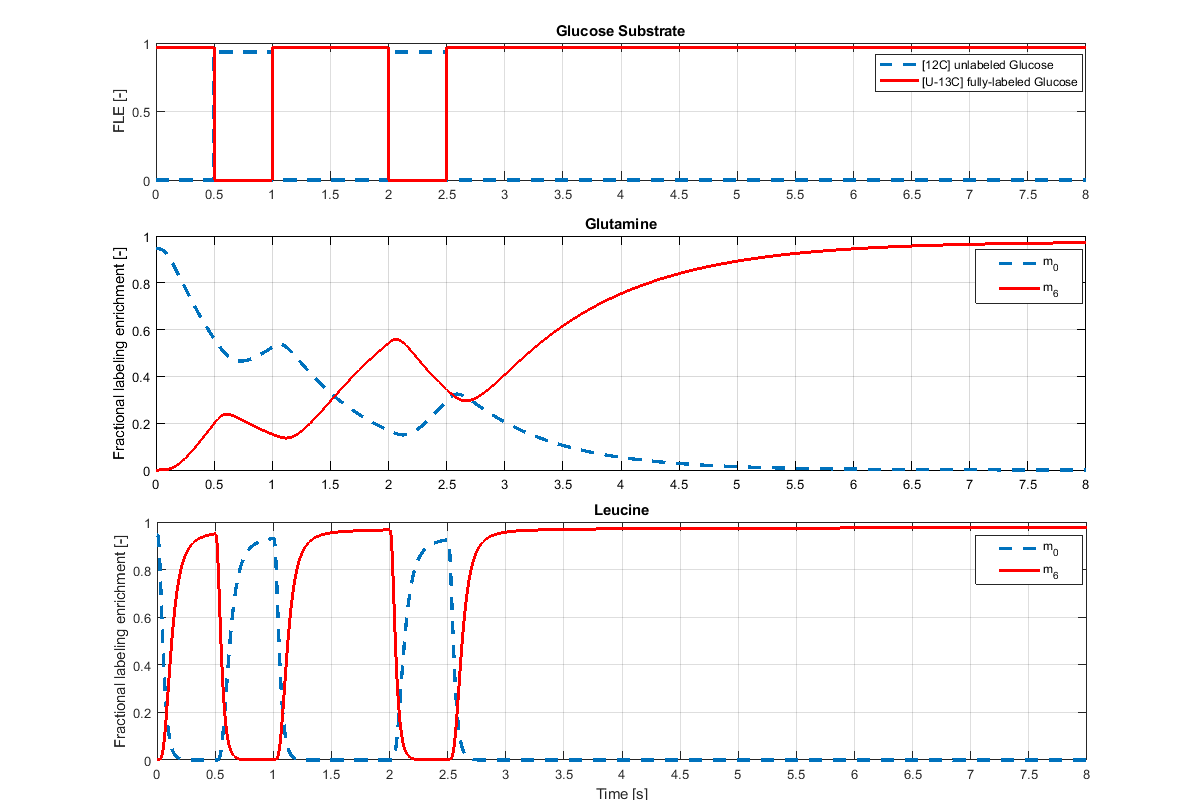 Glucose Substrate
FLE [-]
1
0.5
0
[12C] unlabeled Glucose
[U-13C] fully-labeled Glucose
0 0.5 1 1.5 2 2.5 3 3.5 4 4.5 5 5.5 6 6.5 7 7.5 8
Glutamine
Fractional labeling enrichment [-]
1
0.8
0.6
0.4
0.2
0
m0
m6
0 0.5 1 1.5 2 2.5 3 3.5 4 4.5 5 5.5 6 6.5 7 7.5 8
Leucine
Fractional labeling enrichment [-]
1
0.8
0.6
0.4
0.2
0
m0
m6
0 0.5 1 1.5 2 2.5 3 3.5 4 4.5 5 5.5 6 6.5 7 7.5 8
Time [s]